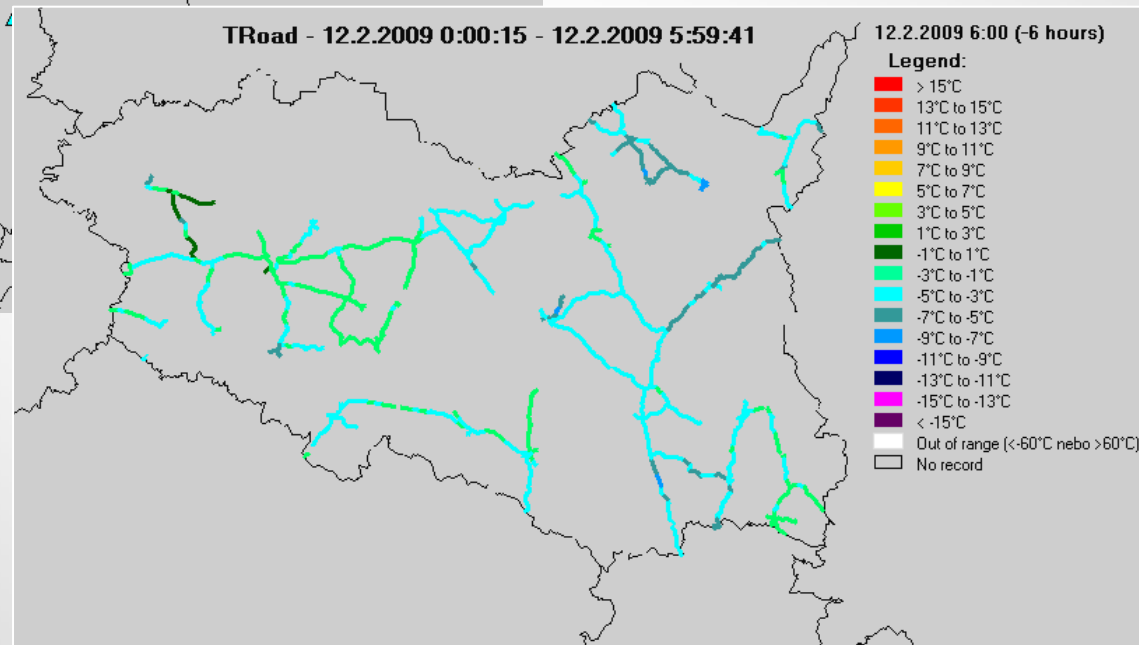 TRoad - 12.2.2009 0:00:15 - 12.2.2009 5:59:41
12.2.2009 6:00 (-6 hours)
Legend:
> 15°C
13°C to 15°C
11°C to 13°C
9°C to 11°C
7°C to 9°C
5°C to 7°C
3°C to 5°C
1°C to 3°C
-1°C to 1°C
-3°C to -1°C
-5°C to -3°C
-7°C to -5°C
-9°C to -7°C
-11°C to -9°C
-13°C to -11°C
-15°C to -13°C
< -15°C
Out of range (<-60°C nebo >60°C)
No record